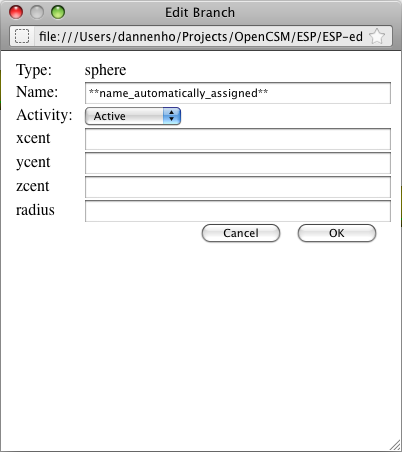 Edit Branch
file:///Users/dannenho/Projects/OpenCSM/ESP/ESP-ed
Type: sphere
Name: **name_automatically_assigned**
Activity: Active
xcent
ycent
zcent
radius
Cancel OK